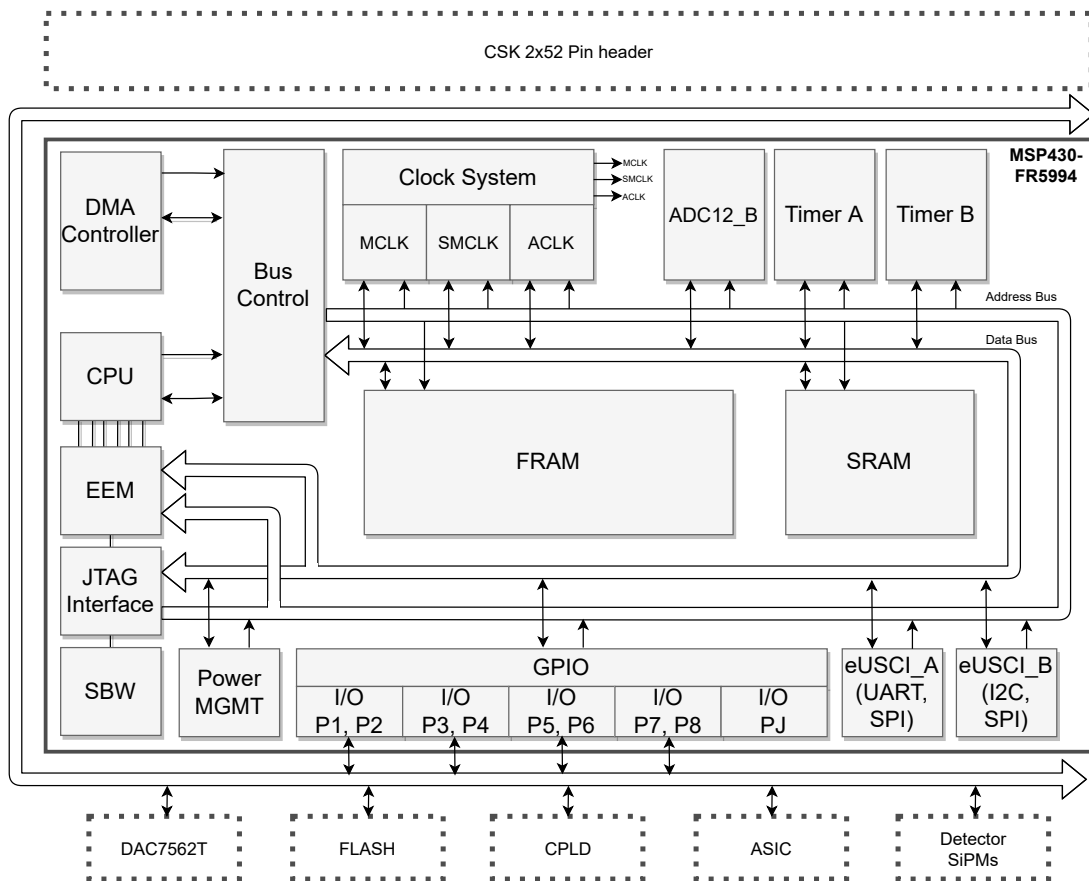 CSK 2x52 Pin header
MSP430-
FR5994
DMA
Controller
Bus
Control
Clock System
MCLK
SMCLK
ACLK
MCLK
SMCLK
ACLK
ADC12_B
Timer A
Timer B
Address Bus
Data Bus
CPU
FRAM
SRAM
EEM
JTAG
Interface
SBW
Power
MGMT
GPIO
I/O
P1, P2
I/O
P3, P4
I/O
P5, P6
I/O
P7, P8
I/O
PJ
eUSCI_A
(UART,
SPI)
eUSCI_B
(I2C,
SPI)
DAC7562T
FLASH
CPLD
ASIC
Detector
SiPMs